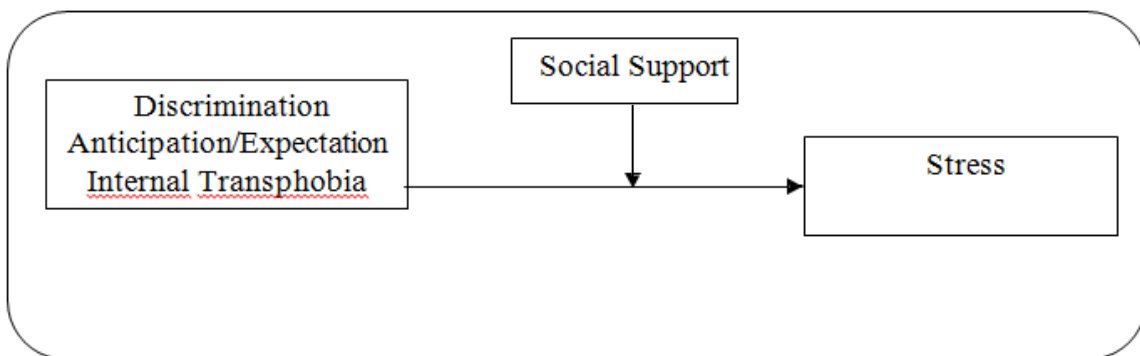 Social Support
Discrimination
Anticipation/Expectation
Internal Transphobia
Stress